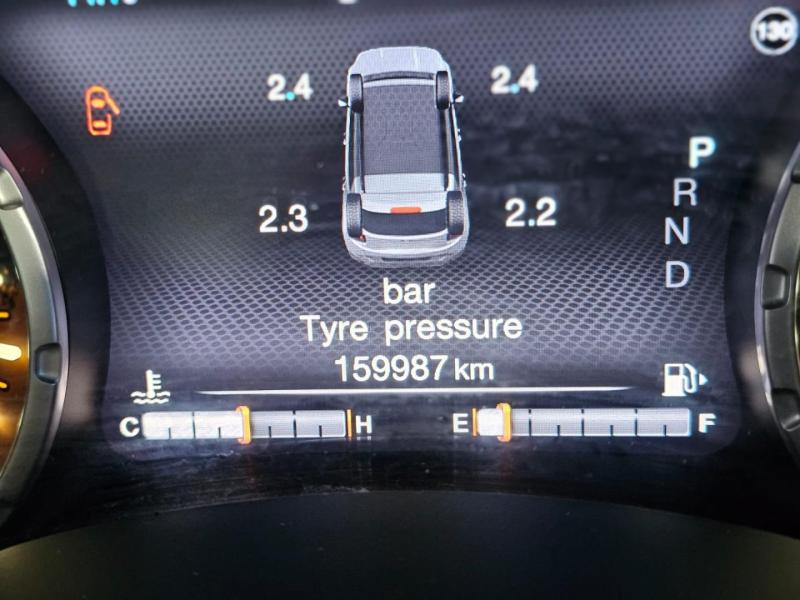 130
2.4 2.4
P
R
2.3 2.2
N
D
bar
Tyre pressure
159987 km
C H E F